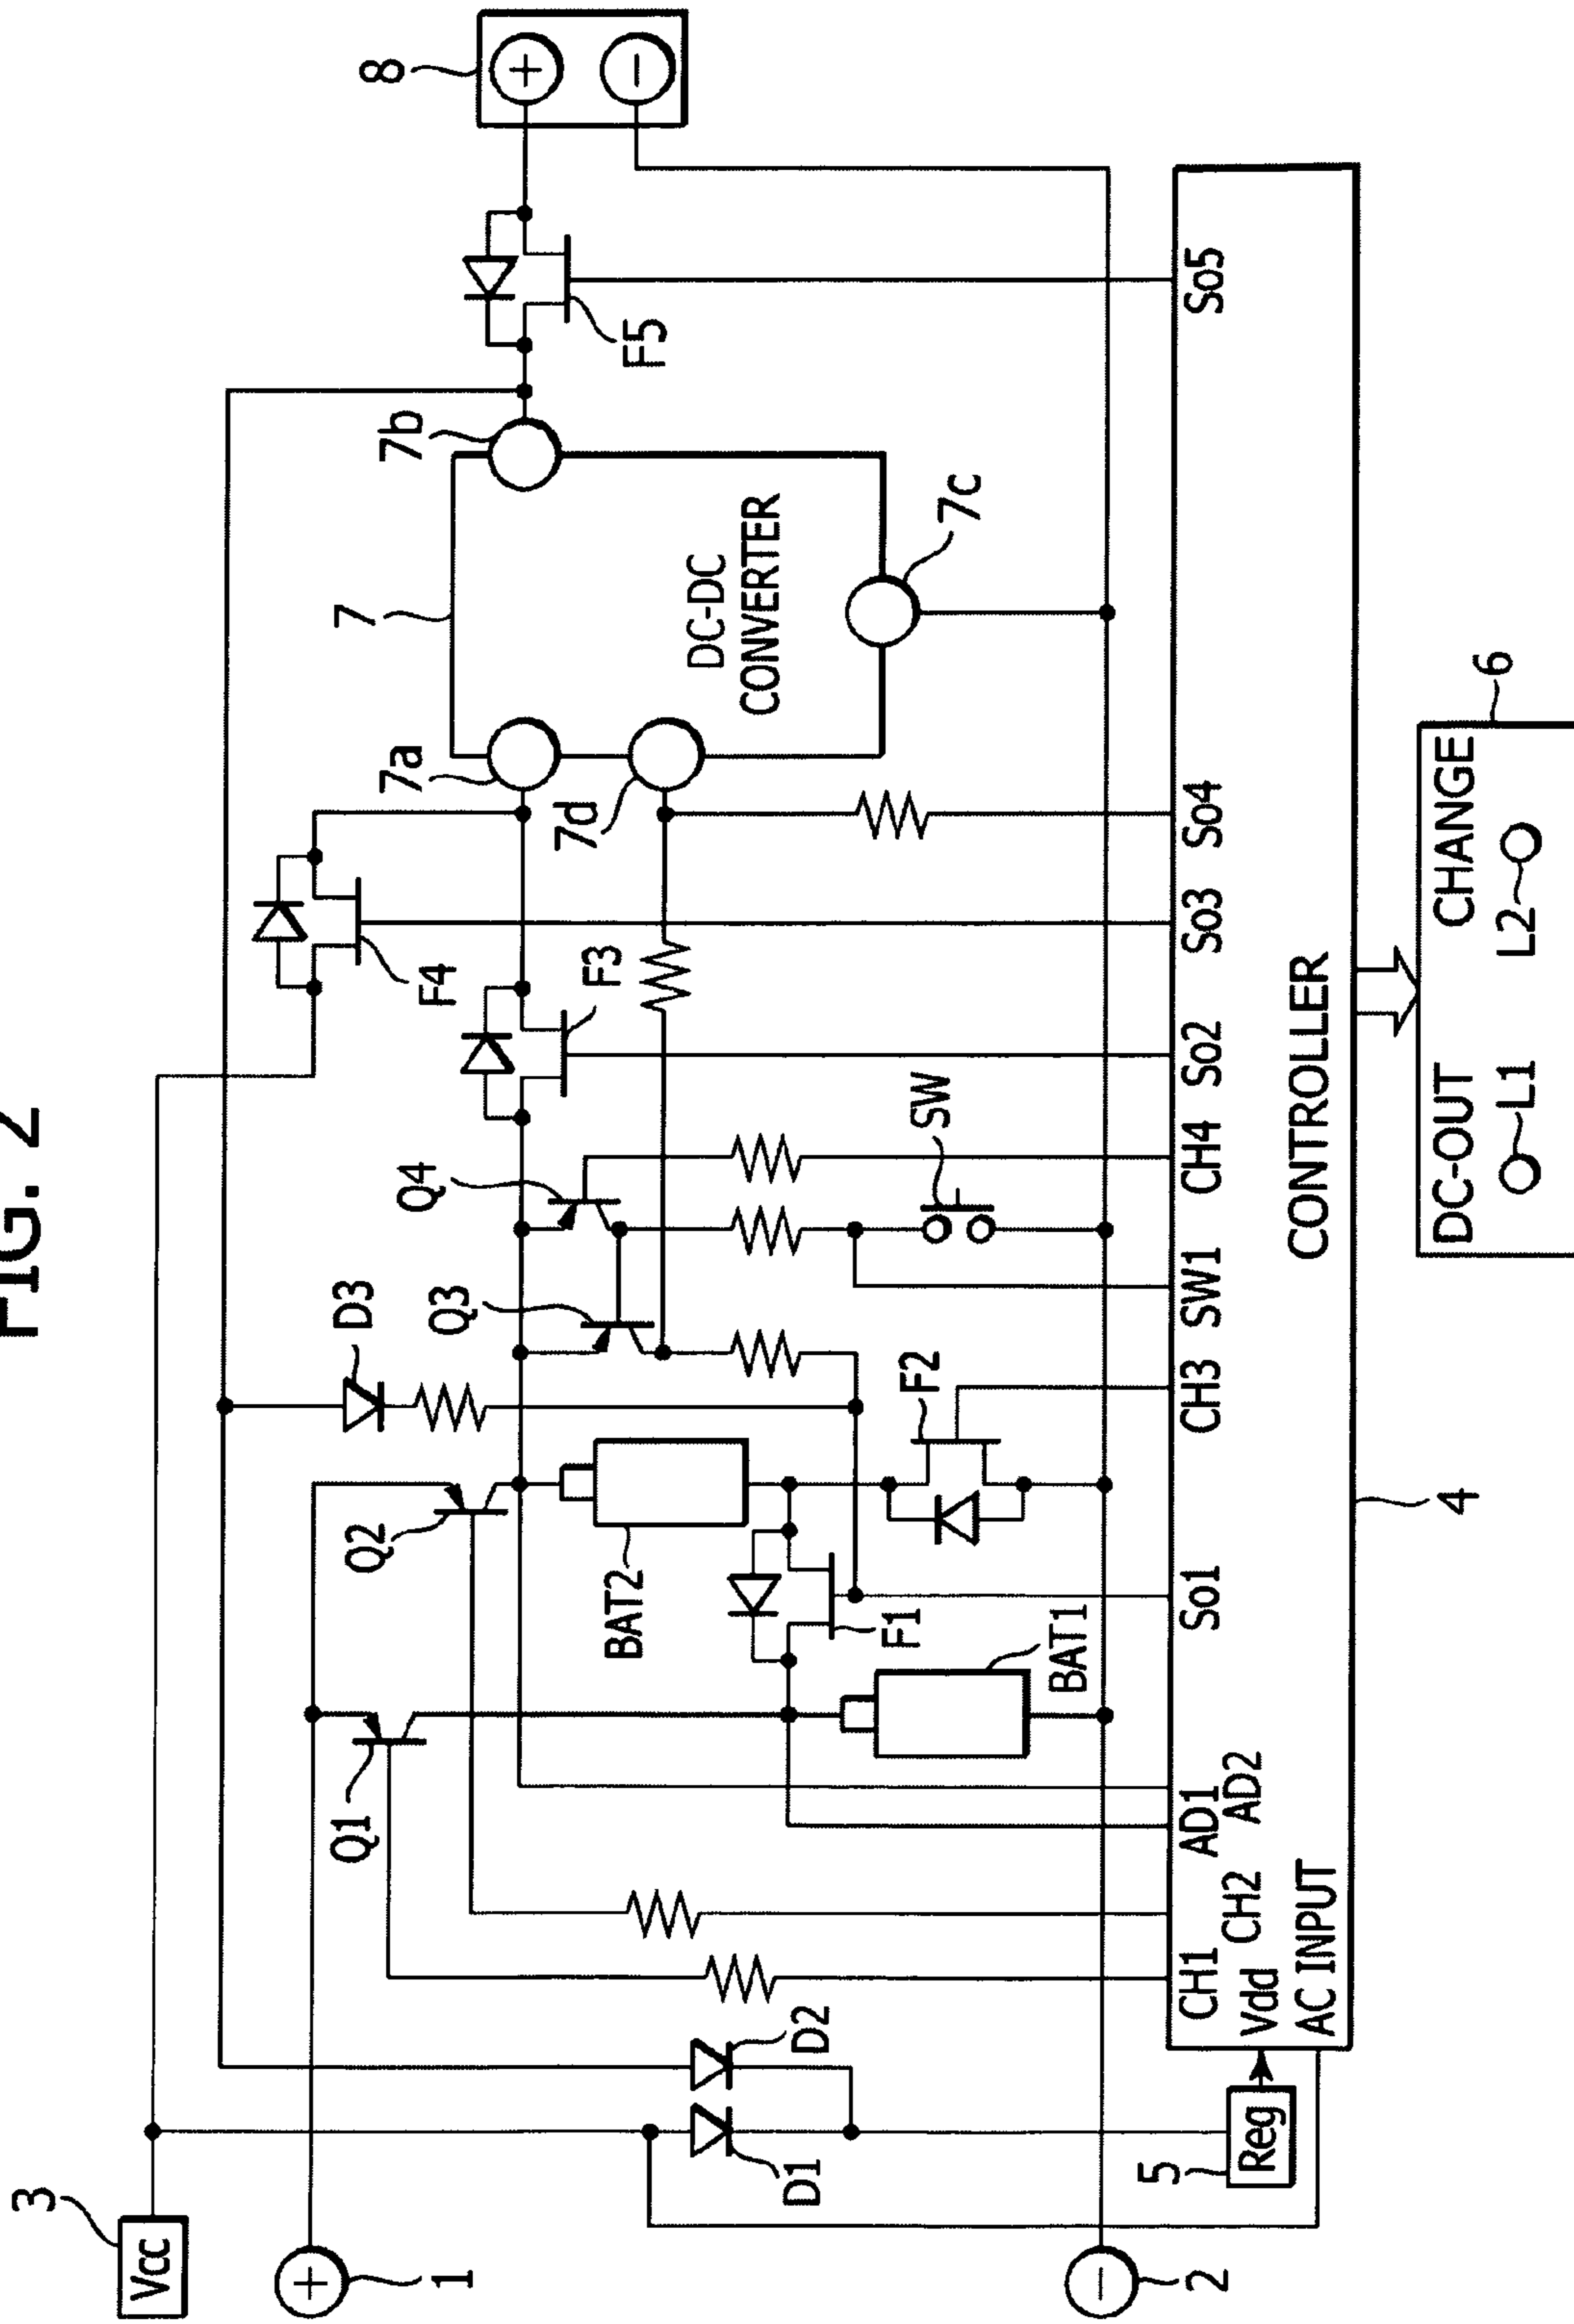 FIG. 2
3
Vcc
1
2
D1
D2
5
Reg
Q1
Q2
D3
Q3
Q4
F4
F3
BAT2
F1
BAT1
F2
SW
7
7a
7b
7c
7d
DC-DC
CONVERTER
F5
8
CH1
CH2
AD1
AD2
So1
CH3
SW1
CH4
So2
So3
So4
So5
Vdd
AC INPUT
CONTROLLER
4
DC-OUT
CHANGE
L1
L2
6